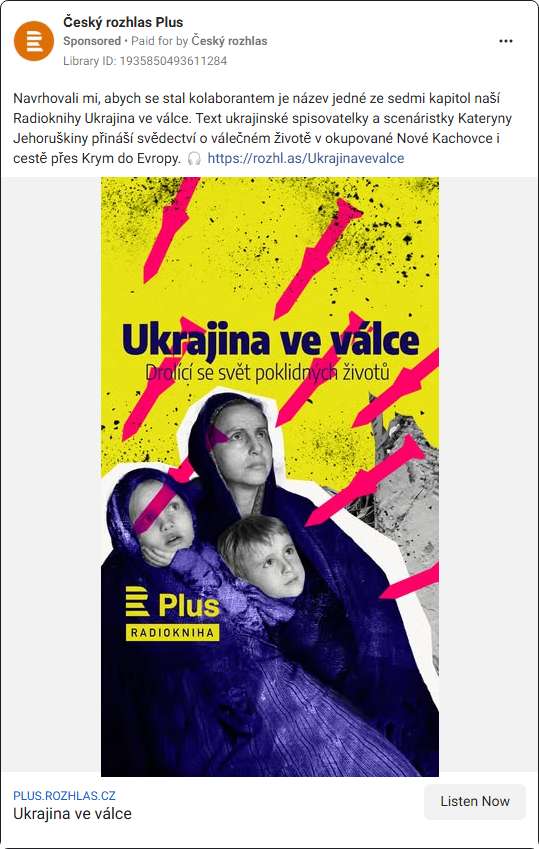 Český rozhlas Plus
Sponsored • Paid for by Český rozhlas
Library ID: 1935850493611284
Navrhovali mi, abych se stal kolaborantem je název jedné ze sedmi kapitol naší
Radioknihy Ukrajina ve válce. Text ukrajinské spisovatelky a scenáristky Kateryny
Jehoruškiny přináší svědectví o válečném životě v okupované Nové Kachovce i
cestě přes Krym do Evropy. 🎧 https://rozhl.as/Ukrajinavevalce
Ukrajina ve válce
Drolící se svět poklidných životů
Plus
RADIOKNIHA
PLUS.ROZHLAS.CZ
Ukrajina ve válce
Listen Now